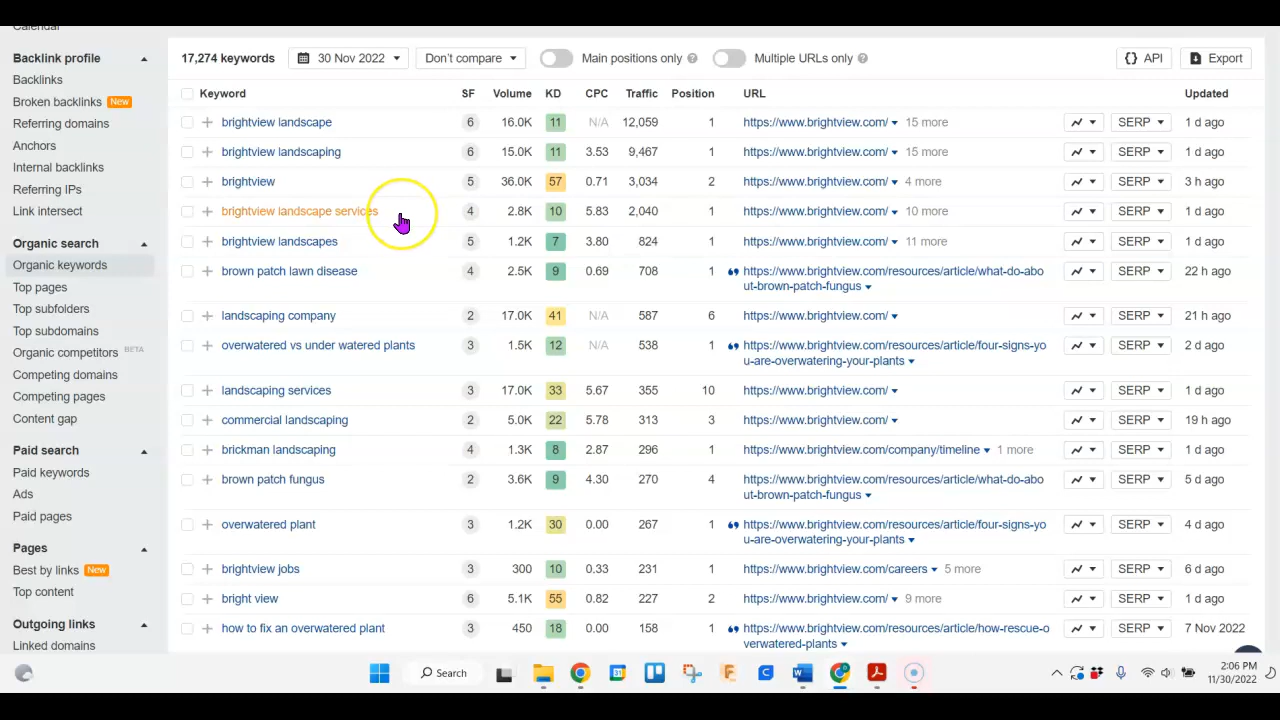 Calendar
Backlink profile
Backlinks
Broken backlinks New
Referring domains
Anchors
Internal backlinks
Referring IPs
Link intersect
Organic search
Organic keywords
Top pages
Top subfolders
Top subdomains
Organic competitors BETA
Competing domains
Competing pages
Content gap
Paid search
Paid keywords
Ads
Paid pages
Pages
Best by links New
Top content
Outgoing links
Linked domains
17,274 keywords 30 Nov 2022 Don't compare Main positions only ? Multiple URLs only ? {} API Export
Keyword SF Volume KD CPC Traffic Position URL Updated
brightview landscape 6 16.0K 11 N/A 12,059 1 https://www.brightview.com/ 15 more SERP 1 d ago
brightview landscaping 6 15.0K 11 3.53 9,467 1 https://www.brightview.com/ 15 more SERP 1 d ago
brightview 5 36.0K 57 0.71 3,034 2 https://www.brightview.com/ 4 more SERP 3 h ago
brightview landscape services 4 2.8K 10 5.83 2,040 1 https://www.brightview.com/ 10 more SERP 1 d ago
brightview landscapes 5 1.2K 7 3.80 824 1 https://www.brightview.com/ 11 more SERP 1 d ago
brown patch lawn disease 4 2.5K 9 0.69 708 1 https://www.brightview.com/resources/article/what-do-abo SERP 22 h ago
ut-brown-patch-fungus
landscaping company 2 17.0K 41 N/A 587 6 https://www.brightview.com/ SERP 21 h ago
overwatered vs under watered plants 3 1.5K 12 N/A 538 1 https://www.brightview.com/resources/article/four-signs-yo SERP 2 d ago
u-are-overwatering-your-plants
landscaping services 3 17.0K 33 5.67 355 10 https://www.brightview.com/ SERP 1 d ago
commercial landscaping 2 5.0K 22 5.78 313 3 https://www.brightview.com/ SERP 19 h ago
brickman landscaping 4 1.3K 8 2.87 296 1 https://www.brightview.com/company/timeline 1 more SERP 1 d ago
brown patch fungus 2 3.6K 9 4.30 270 4 https://www.brightview.com/resources/article/what-do-abo SERP 5 d ago
ut-brown-patch-fungus
overwatered plant 3 1.2K 30 0.00 267 1 https://www.brightview.com/resources/article/four-signs-yo SERP 4 d ago
u-are-overwatering-your-plants
brightview jobs 3 300 10 0.33 231 1 https://www.brightview.com/careers 5 more SERP 6 d ago
bright view 6 5.1K 55 0.82 227 2 https://www.brightview.com/ 9 more SERP 1 d ago
how to fix an overwatered plant 3 450 18 0.00 158 1 https://www.brightview.com/resources/article/how-rescue-o SERP 7 Nov 2022
verwatered-plants
Search
2:06 PM
11/30/2022